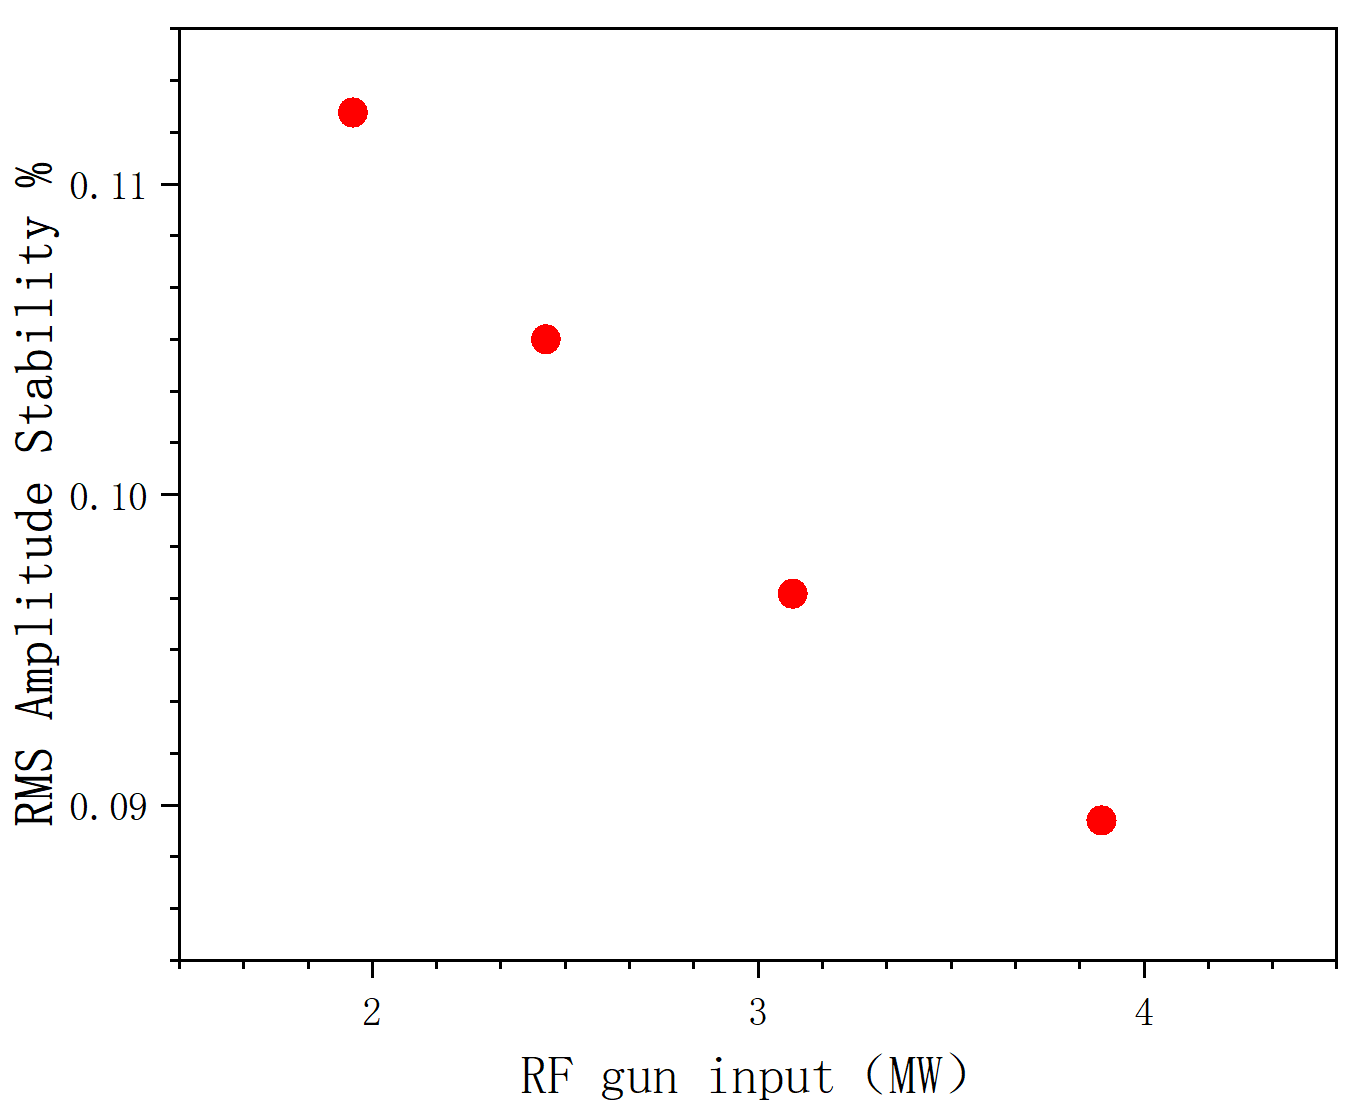 RMS Amplitude Stability %
0.11
0.10
0.09
2 3 4
RF gun input (MW)